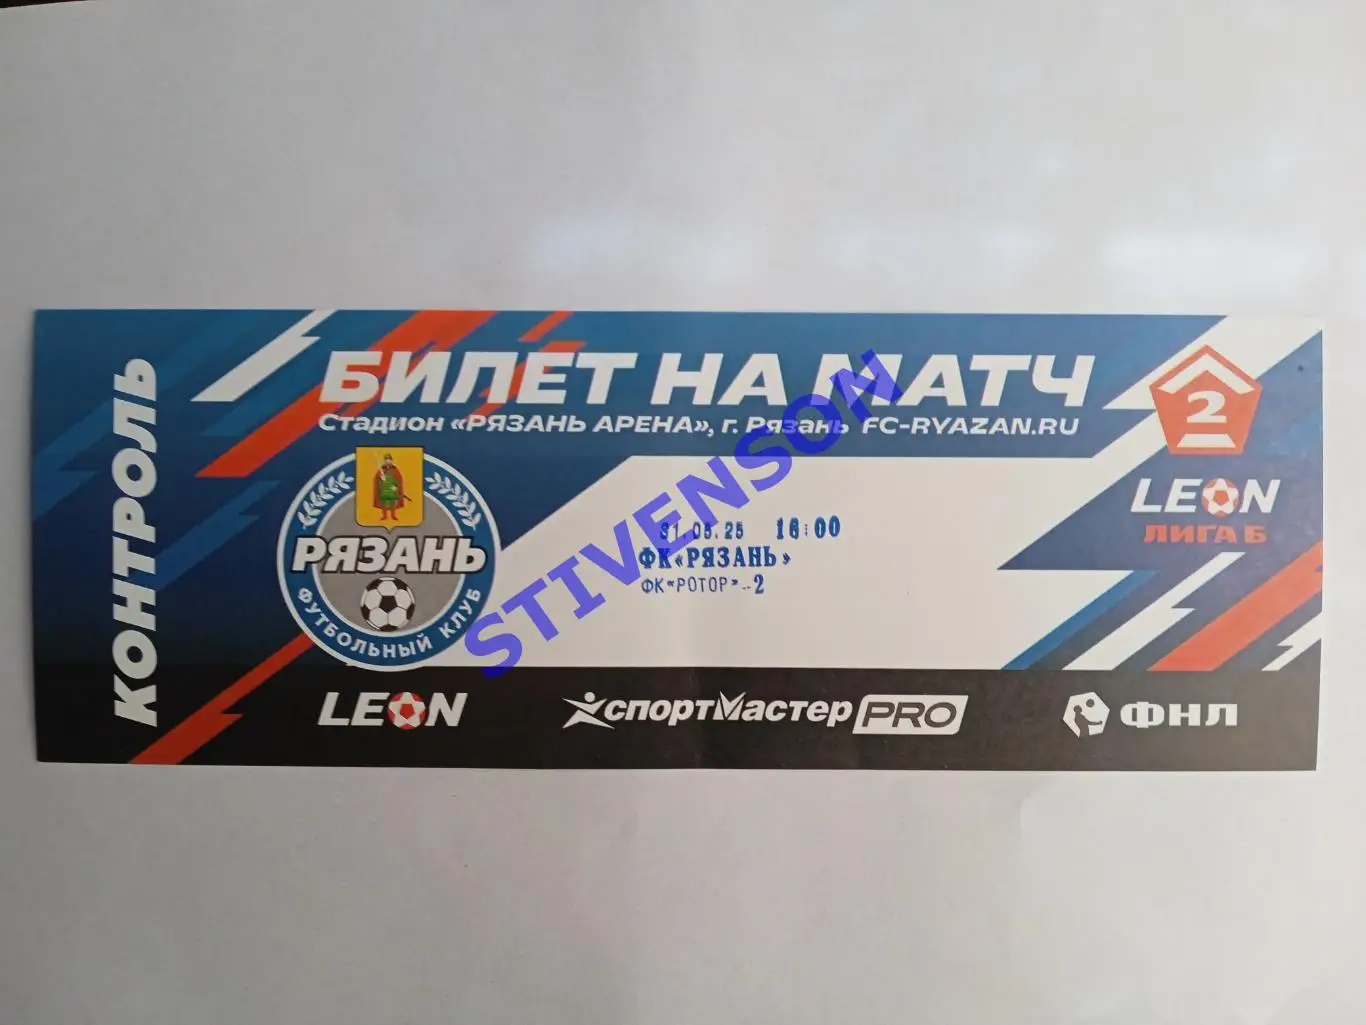 КОНТРОЛЬ
БИЛЕТ НА МАТЧ
Стадион «РЯЗАНЬ АРЕНА», г. Рязань FC-RYAZAN.RU
2
LEON
ЛИГА Б
РЯЗАНЬ
ФУТБОЛЬНЫЙ КЛУБ
31.05.25 16:00
ФК«РЯЗАНЬ»
ФК«РОТОР»-2
STIVENSON
LEON
спортмастер PRO
ФНЛ